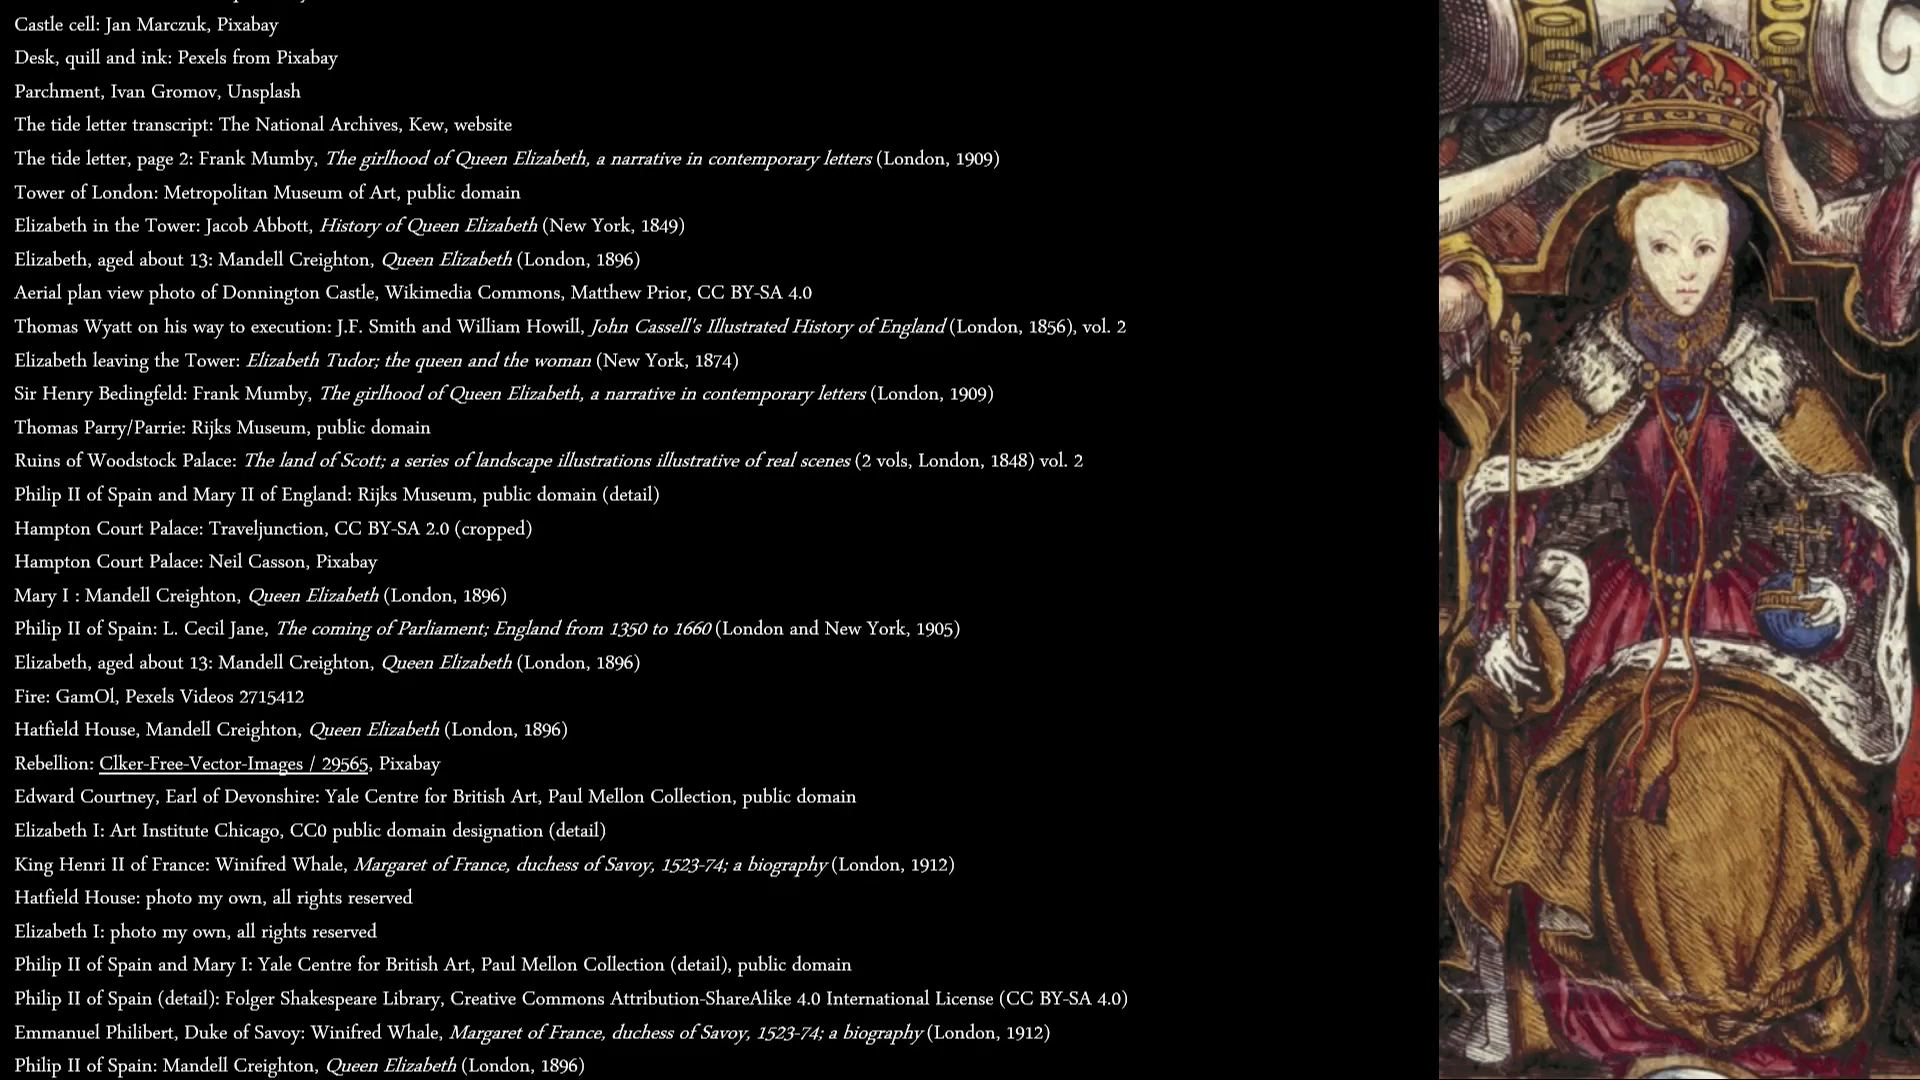 Castle cell: Jan Marczuk, Pixabay
Desk, quill and ink: Pexels from Pixabay
Parchment, Ivan Gromov, Unsplash
The tide letter transcript: The National Archives, Kew, website
The tide letter, page 2: Frank Mumby, The girlhood of Queen Elizabeth, a narrative in contemporary letters (London, 1909)
Tower of London: Metropolitan Museum of Art, public domain
Elizabeth in the Tower: Jacob Abbott, History of Queen Elizabeth (New York, 1849)
Elizabeth, aged about 13: Mandell Creighton, Queen Elizabeth (London, 1896)
Aerial plan view photo of Donnington Castle, Wikimedia Commons, Matthew Prior, CC BY-SA 4.0
Thomas Wyatt on his way to execution: J.F. Smith and William Howill, John Cassell's Illustrated History of England (London, 1856), vol. 2
Elizabeth leaving the Tower: Elizabeth Tudor; the queen and the woman (New York, 1874)
Sir Henry Bedingfeld: Frank Mumby, The girlhood of Queen Elizabeth, a narrative in contemporary letters (London, 1909)
Thomas Parry/Parrie: Rijks Museum, public domain
Ruins of Woodstock Palace: The land of Scott; a series of landscape illustrations illustrative of real scenes (2 vols, London, 1848) vol. 2
Philip II of Spain and Mary II of England: Rijks Museum, public domain (detail)
Hampton Court Palace: Traveljunction, CC BY-SA 2.0 (cropped)
Hampton Court Palace: Neil Casson, Pixabay
Mary I : Mandell Creighton, Queen Elizabeth (London, 1896)
Philip II of Spain: L. Cecil Jane, The coming of Parliament; England from 1350 to 1660 (London and New York, 1905)
Elizabeth, aged about 13: Mandell Creighton, Queen Elizabeth (London, 1896)
Fire: GamOl, Pexels Videos 2715412
Hatfield House, Mandell Creighton, Queen Elizabeth (London, 1896)
Rebellion: Clker-Free-Vector-Images / 29565, Pixabay
Edward Courtney, Earl of Devonshire: Yale Centre for British Art, Paul Mellon Collection, public domain
Elizabeth I: Art Institute Chicago, CC0 public domain designation (detail)
King Henri II of France: Winifred Whale, Margaret of France, duchess of Savoy, 1523-74; a biography (London, 1912)
Hatfield House: photo my own, all rights reserved
Elizabeth I: photo my own, all rights reserved
Philip II of Spain and Mary I: Yale Centre for British Art, Paul Mellon Collection (detail), public domain
Philip II of Spain (detail): Folger Shakespeare Library, Creative Commons Attribution-ShareAlike 4.0 International License (CC BY-SA 4.0)
Emmanuel Philibert, Duke of Savoy: Winifred Whale, Margaret of France, duchess of Savoy, 1523-74; a biography (London, 1912)
Philip II of Spain: Mandell Creighton, Queen Elizabeth (London, 1896)